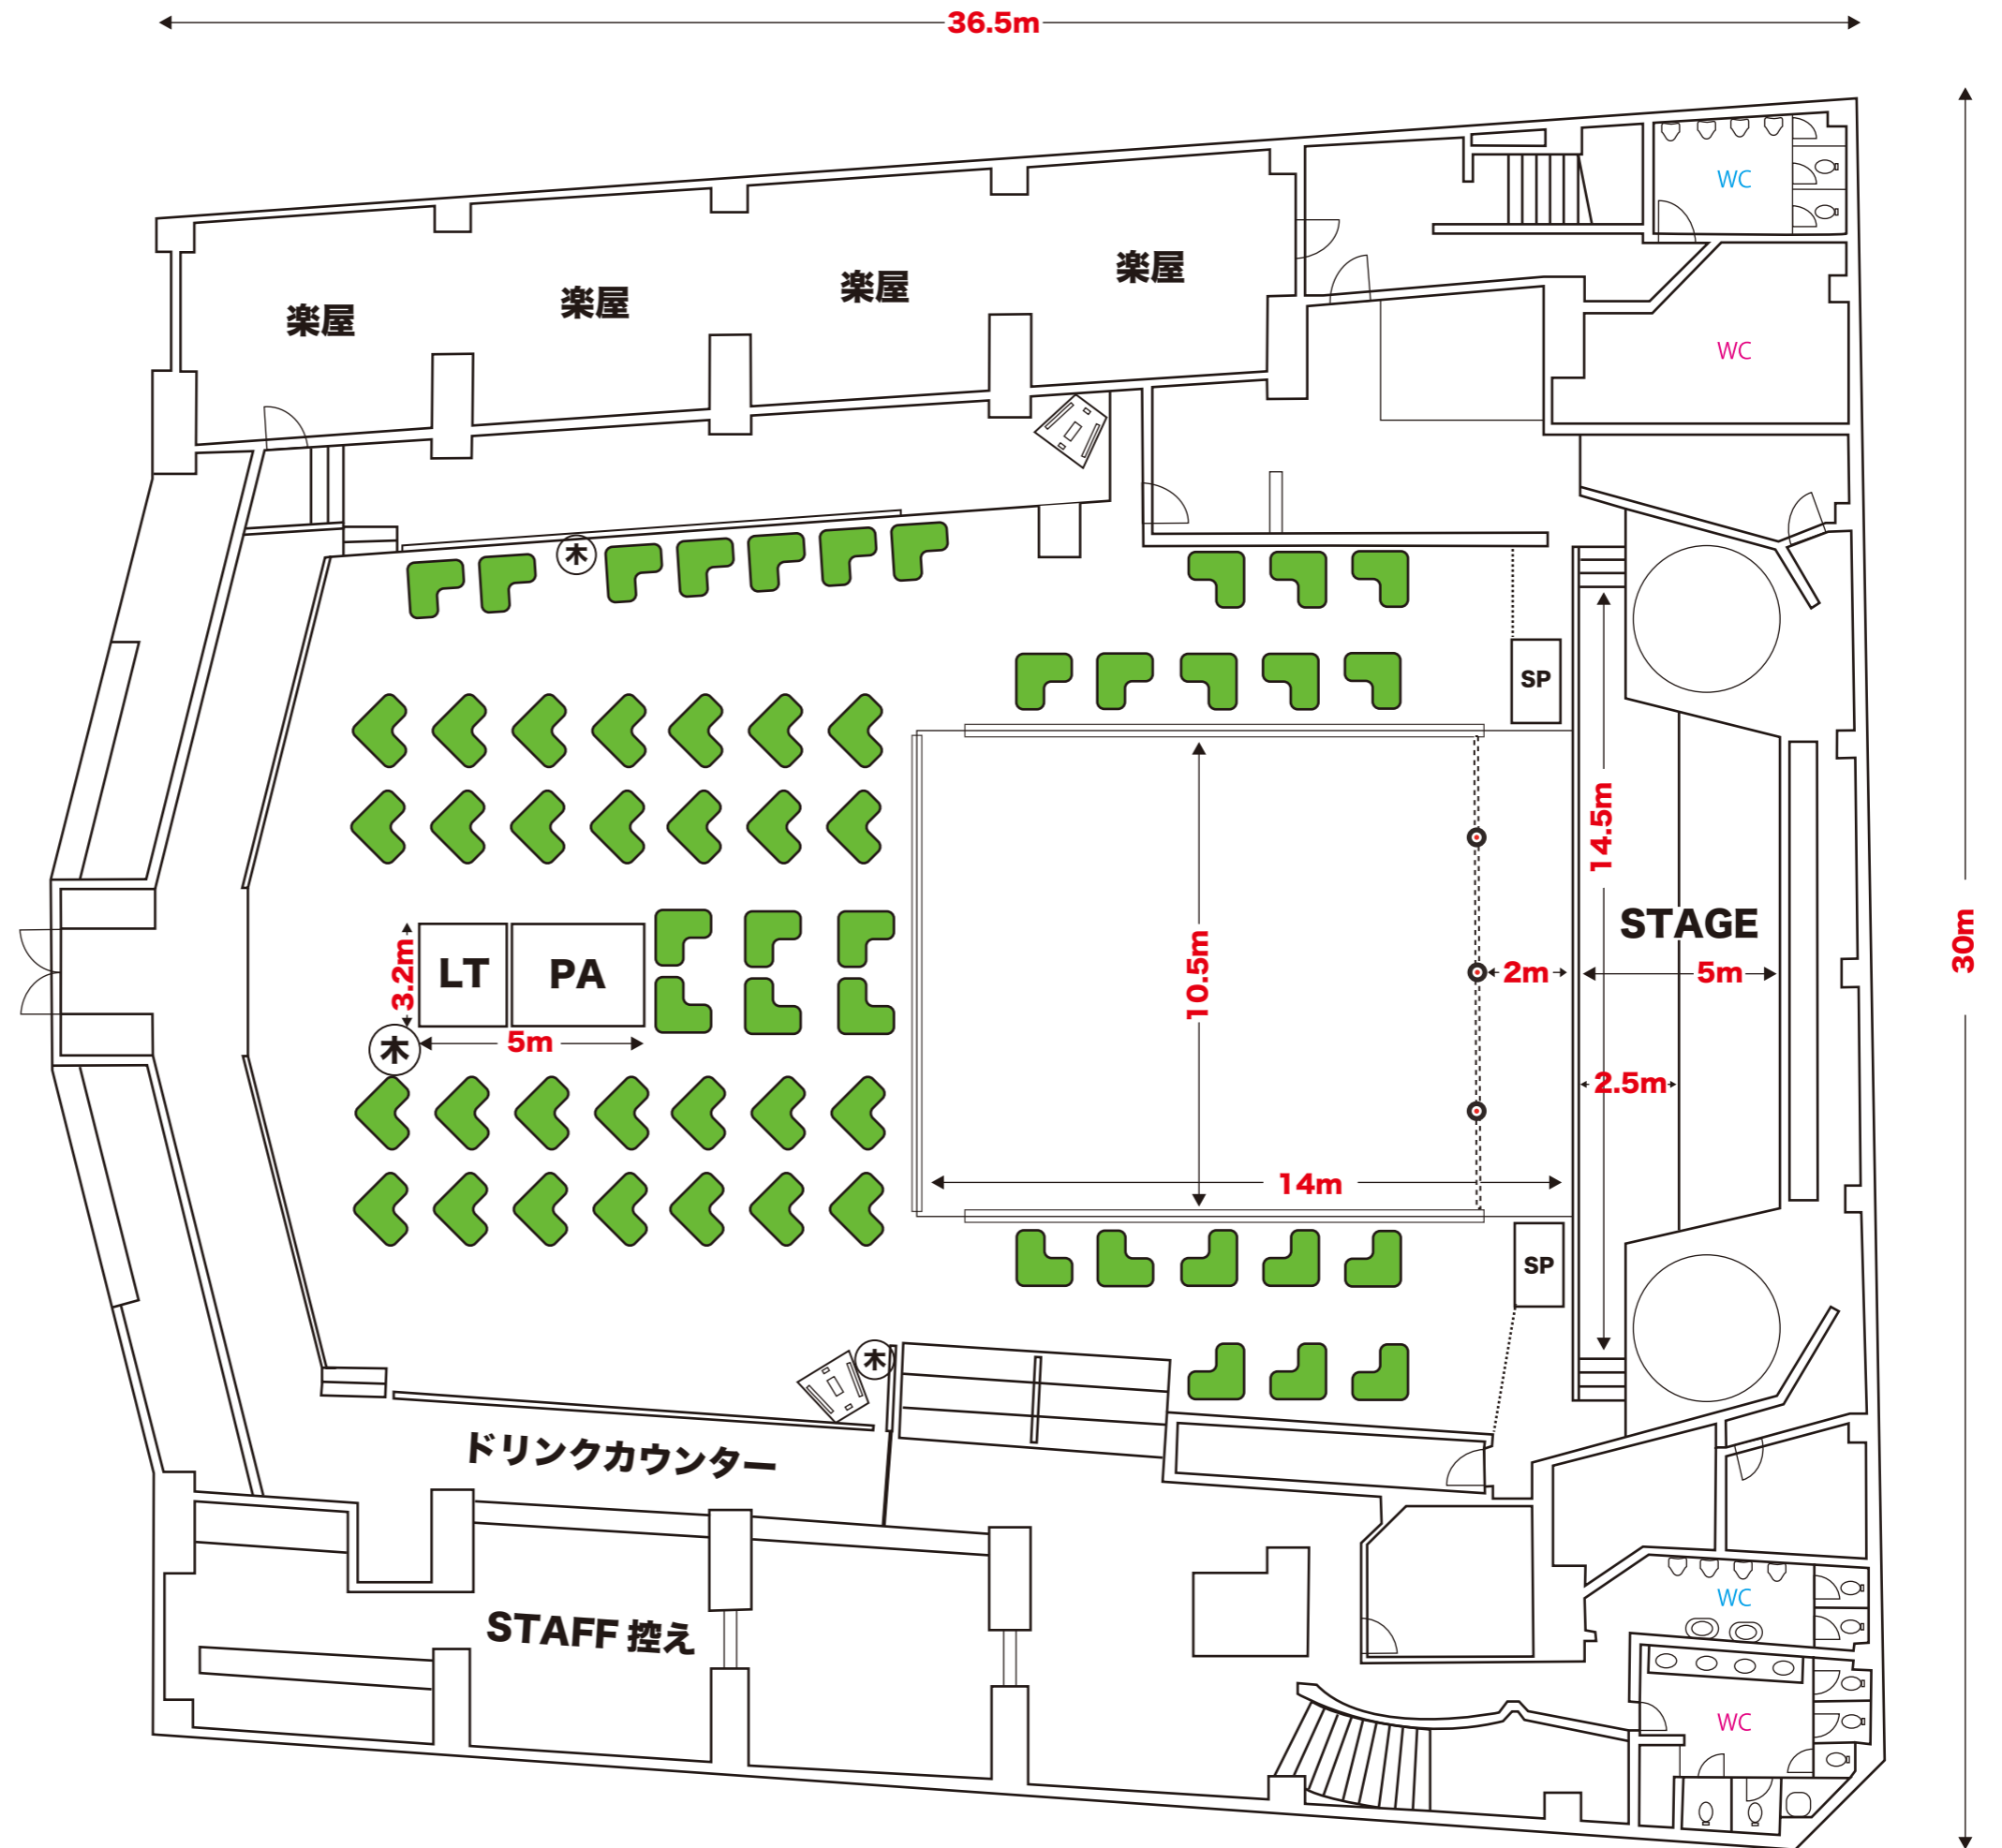 36.5m
WC
楽屋
楽屋
楽屋
楽屋
WC
木
SP
14.5m
STAGE
30m
LT
PA
3.2m
10.5m
2m
5m
木
5m
2.5m
14m
SP
木
ドリンクカウンター
WC
STAFF 控え
WC